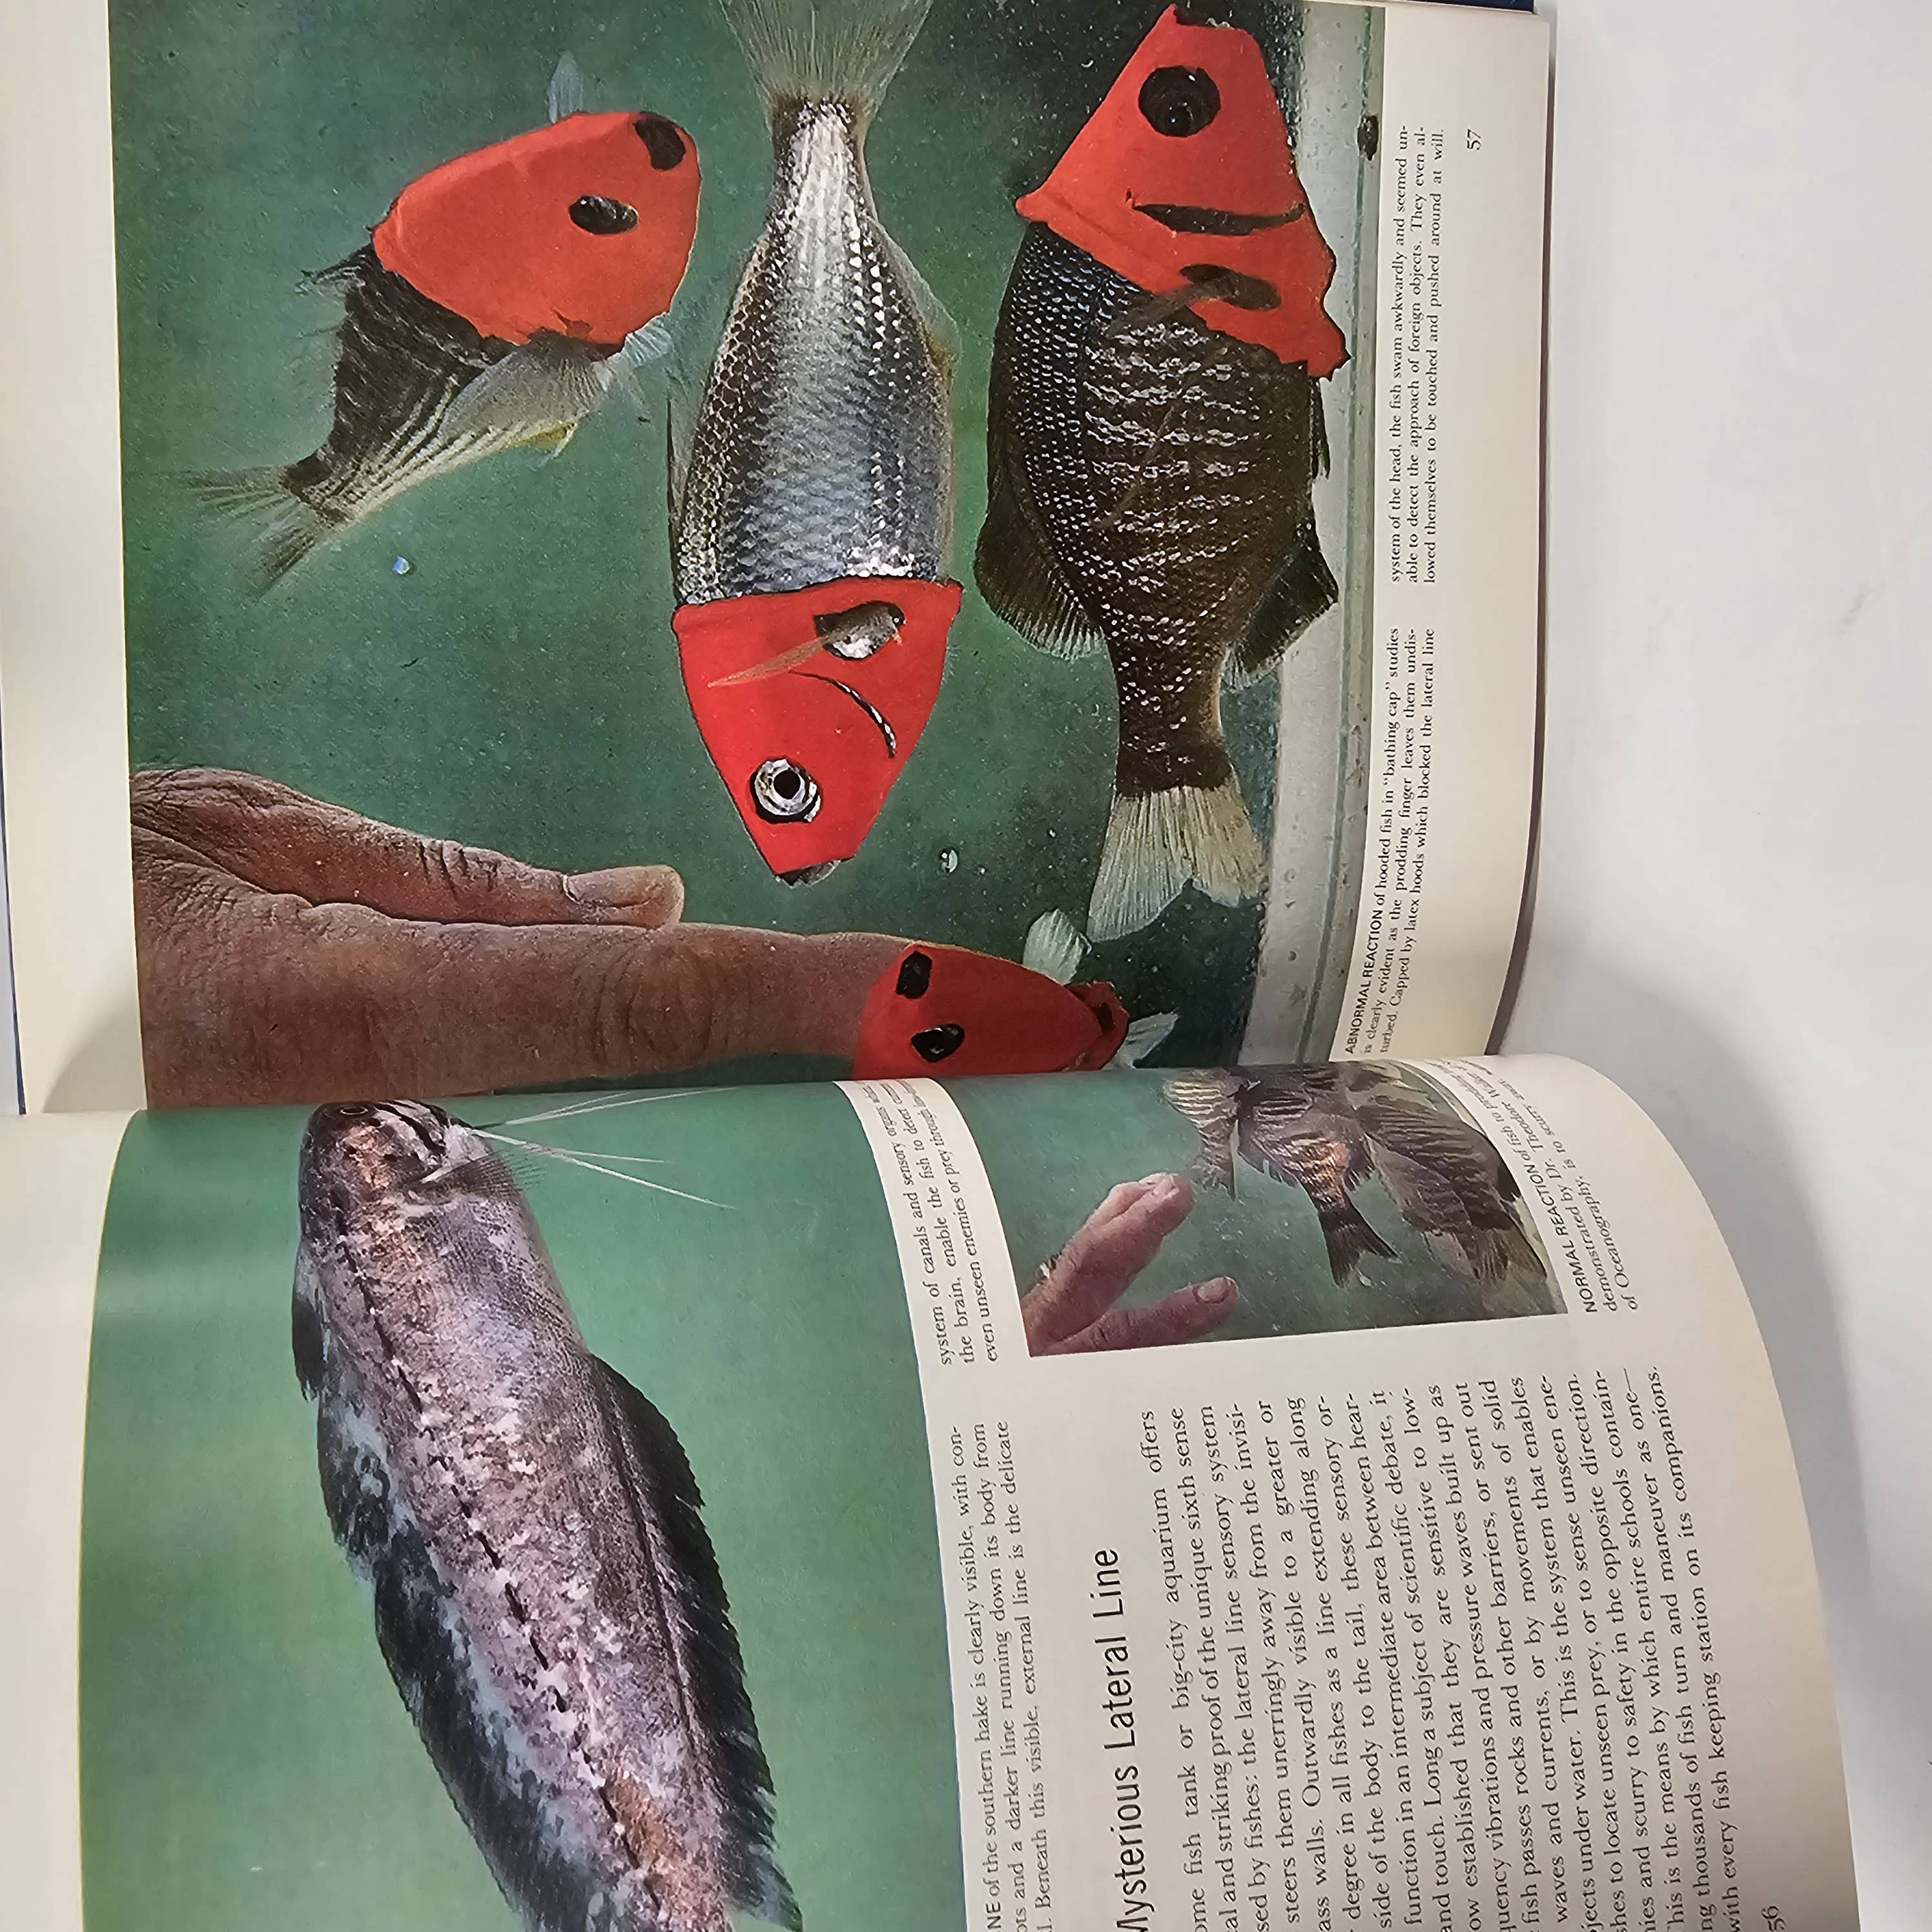 NE of the southern hake is clearly visible, with con-
ots and a darker line running down its body from
l. Beneath this visible, external line is the delicate
system of canals and sensory organs
the brain, enable the fish to detect
even unseen enemies or prey through
Mysterious Lateral Line
ome fish tank or big-city aquarium offers
cal and striking proof of the unique sixth sense
sed by fishes: the lateral line sensory system
steers them unerringly away from the invisi-
ass walls. Outwardly visible to a greater or
degree in all fishes as a line extending along
side of the body to the tail, these sensory or-
function in an intermediate area between hear-
and touch. Long a subject of scientific debate, it
ow established that they are sensitive to low-
quency vibrations and pressure waves built up as
fish passes rocks and other barriers, or sent out
waves and currents, or by movements of solid
jects under water. This is the system that enables
shes to locate unseen prey, or to sense unseen ene-
ies and scurry to safety in the opposite direction.
This is the means by which entire schools contain-
ng thousands of fish turn and maneuver as one—
with every fish keeping station on its companions.
56
NORMAL REACTION of fish to prodding
demonstrated by Dr. Theodore Walker
of Oceanography, is to scurry away.
ABNORMAL REACTION of hooded fish in "bathing cap" studies
is clearly evident as the prodding finger leaves them undis-
turbed. Capped by latex hoods which blocked the lateral line
system of the head, the fish swam awkwardly and seemed un-
able to detect the approach of foreign objects. They even al-
lowed themselves to be touched and pushed around at will.
57